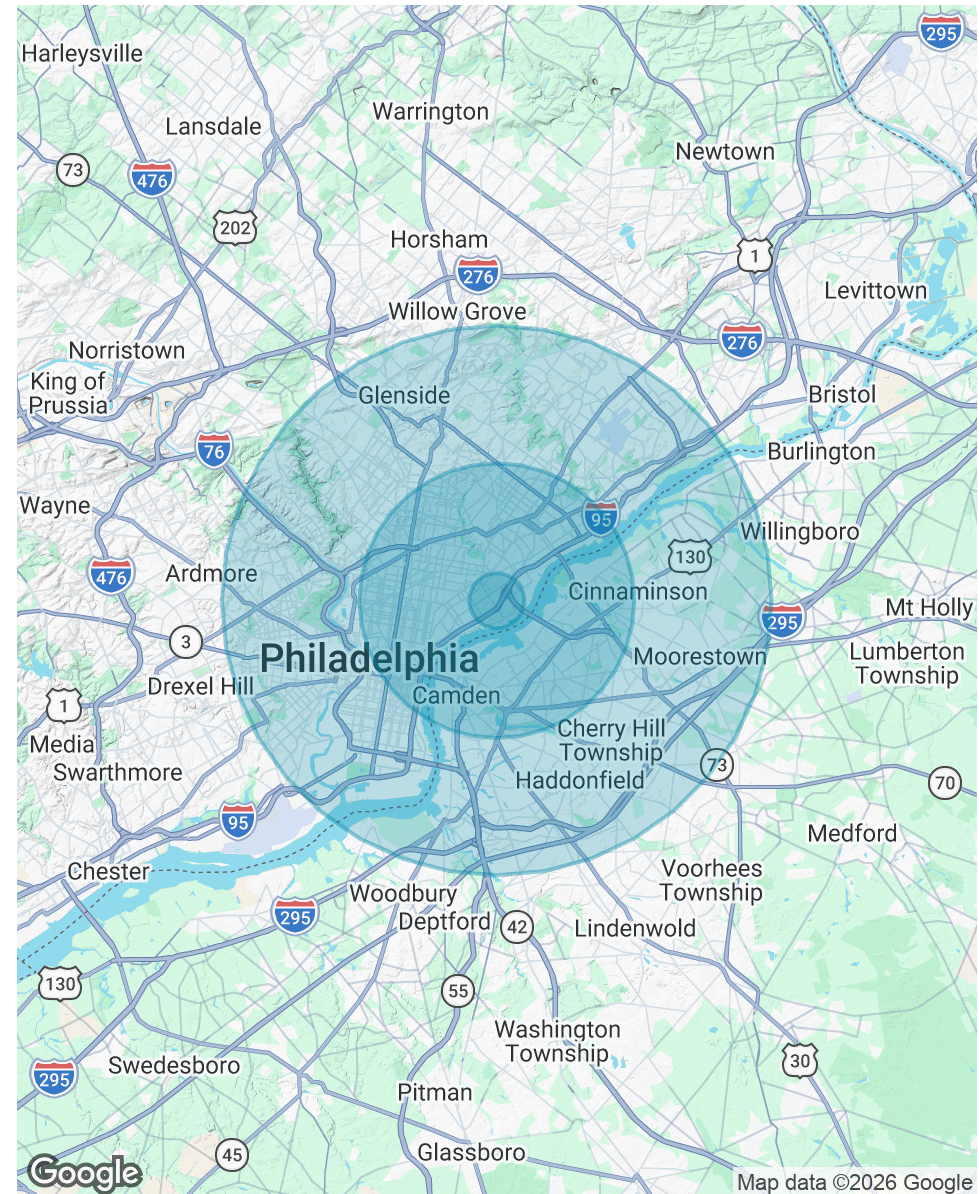 295
Harleysville
Warrington
Lansdale
Newtown
73
476
202
Horsham
1
276
Levittown
Willow Grove
276
Norristown
King of
Prussia
Glenside
Bristol
76
Burlington
Wayne
95
Willingboro
130
476
Ardmore
Cinnaminson
Mt Holly
295
3
Philadelphia
Moorestown
Lumberton
Township
Drexel Hill
Camden
1
Cherry Hill
Township
Media
Swarthmore
73
Haddonfield
70
95
Medford
Chester
Voorhees
Township
Woodbury
295
Deptford
42
Lindenwold
130
55
Washington
Township
30
Swedesboro
295
Pitman
45
Glassboro
Google
Map data ©2026 Google